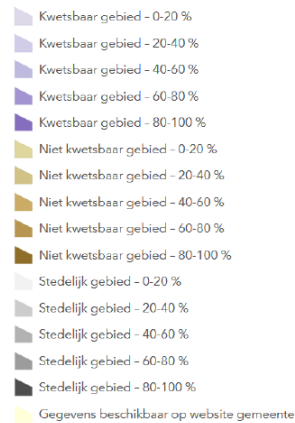 Kwetsbaar gebied - 0-20 %
Kwetsbaar gebied - 20-40 %
Kwetsbaar gebied - 40-60 %
Kwetsbaar gebied - 60-80 %
Kwetsbaar gebied - 80-100 %
Niet kwetsbaar gebied - 0-20 %
Niet kwetsbaar gebied - 20-40 %
Niet kwetsbaar gebied - 40-60 %
Niet kwetsbaar gebied - 60-80 %
Niet kwetsbaar gebied - 80-100 %
Stedelijk gebied - 0-20 %
Stedelijk gebied - 20-40 %
Stedelijk gebied - 40-60 %
Stedelijk gebied - 60-80 %
Stedelijk gebied - 80-100 %
Gegevens beschikbaar op website gemeente